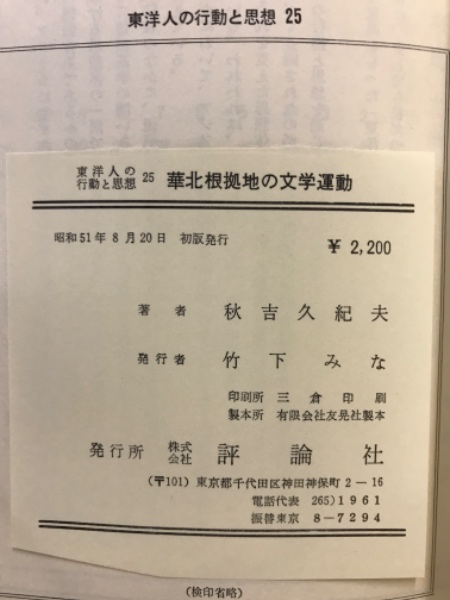 東洋人の行動と思想 25
東洋人の行動と思想 25 華北根拠地の文学運動
昭和51年8月20日 初版発行
¥ 2,200
著者 秋吉久紀夫
発行者 竹下みな
印刷所 三倉印刷
製本所 有限会社友晃社製本
発行所 株式会社 評論社
(〒101) 東京都千代田区神田神保町2－16
電話代表 265)1961
振替東京 8－7294
(検印省略)